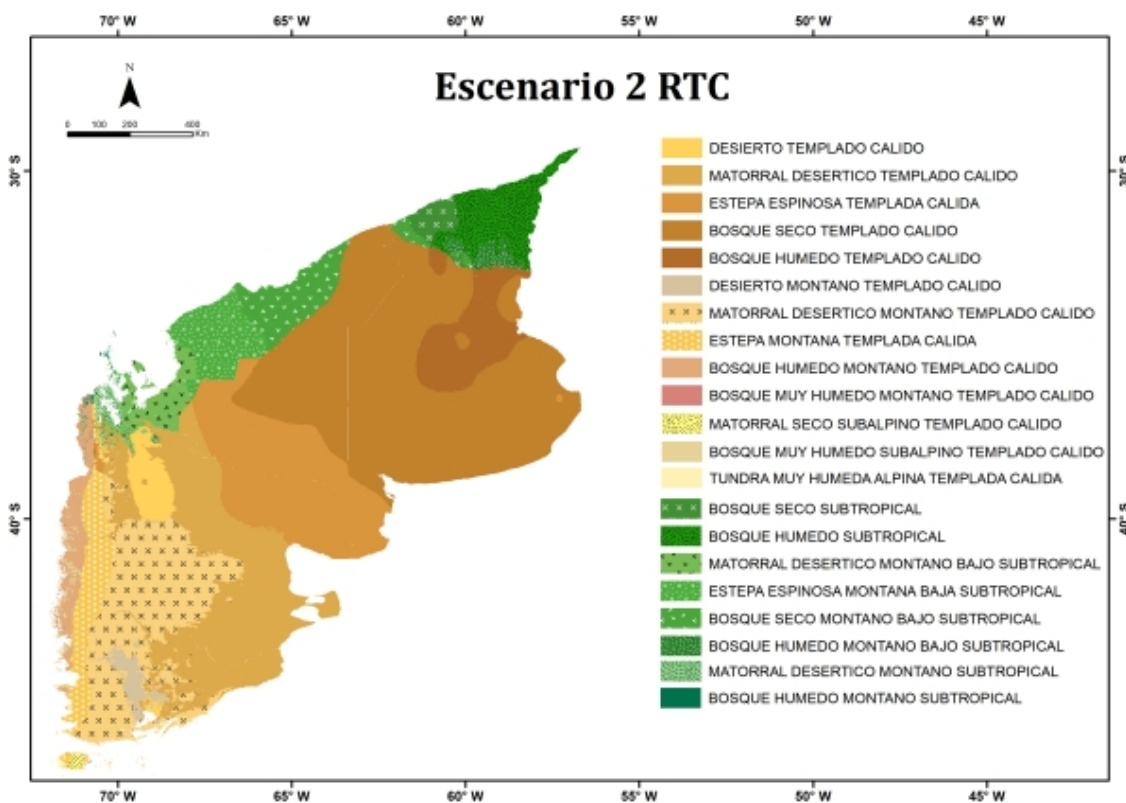 70° W 65° W 60° W 55° W 50° W 45° W
Escenario 2 RTC
N
0 100 200 400
Km
30° S 30° S
40° S 40° S
DESIERTO TEMPLADO CALIDO
MATORRAL DESERTICO TEMPLADO CALIDO
ESTEPA ESPINOSA TEMPLADA CALIDA
BOSQUE SECO TEMPLADO CALIDO
BOSQUE HUMEDO TEMPLADO CALIDO
DESIERTO MONTANO TEMPLADO CALIDO
MATORRAL DESERTICO MONTANO TEMPLADO CALIDO
ESTEPA MONTANA TEMPLADA CALIDA
BOSQUE HUMEDO MONTANO TEMPLADO CALIDO
BOSQUE MUY HUMEDO MONTANO TEMPLADO CALIDO
MATORRAL SECO SUBALPINO TEMPLADO CALIDO
BOSQUE MUY HUMEDO SUBALPINO TEMPLADO CALIDO
TUNDRA MUY HUMEDA ALPINA TEMPLADA CALIDA
BOSQUE SECO SUBTROPICAL
BOSQUE HUMEDO SUBTROPICAL
MATORRAL DESERTICO MONTANO BAJO SUBTROPICAL
ESTEPA ESPINOSA MONTANA BAJA SUBTROPICAL
BOSQUE SECO MONTANO BAJO SUBTROPICAL
BOSQUE HUMEDO MONTANO BAJO SUBTROPICAL
MATORRAL DESERTICO MONTANO SUBTROPICAL
BOSQUE HUMEDO MONTANO SUBTROPICAL
70° W 65° W 60° W 55° W 50° W 45° W